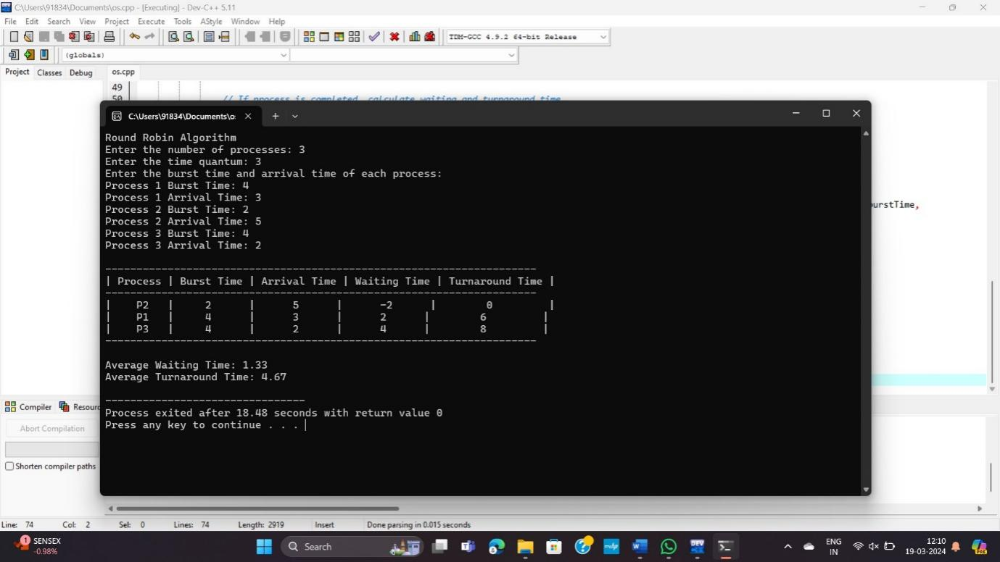 C:\Users\91834\Documents\os.cpp - [Executing] - Dev-C++ 5.11
File Edit Search View Project Execute Tools AStyle Window Help
TDM-GCC 4.9.2 64-bit Release
(globals)
Project Classes Debug os.cpp
49
50 // If process is completed, calculate waiting and turnaround time
C:\Users\91834\Documents\o
Round Robin Algorithm
Enter the number of processes: 3
Enter the time quantum: 3
Enter the burst time and arrival time of each process:
Process 1 Burst Time: 4
Process 1 Arrival Time: 3
urstTime,
Process 2 Burst Time: 2
Process 2 Arrival Time: 5
Process 3 Burst Time: 4
Process 3 Arrival Time: 2
---------------------------------------------------------------------
| Process | Burst Time | Arrival Time | Waiting Time | Turnaround Time |
---------------------------------------------------------------------
| P2 | 2 | 5 | -2 | 0 |
| P1 | 4 | 3 | 2 | 6 |
| P3 | 4 | 2 | 4 | 8 |
---------------------------------------------------------------------
Average Waiting Time: 1.33
Average Turnaround Time: 4.67
--------------------------------
Process exited after 18.48 seconds with return value 0
Press any key to continue . . .
Compiler Resour
Abort Compilation
Shorten compiler paths
Line: 74 Col: 2 Sel: 0 Lines: 74 Length: 2919 Insert Done parsing in 0.015 seconds
1
SENSEX
-0.98%
Search
DEV
ENG
IN
12:10
19-03-2024
PRE